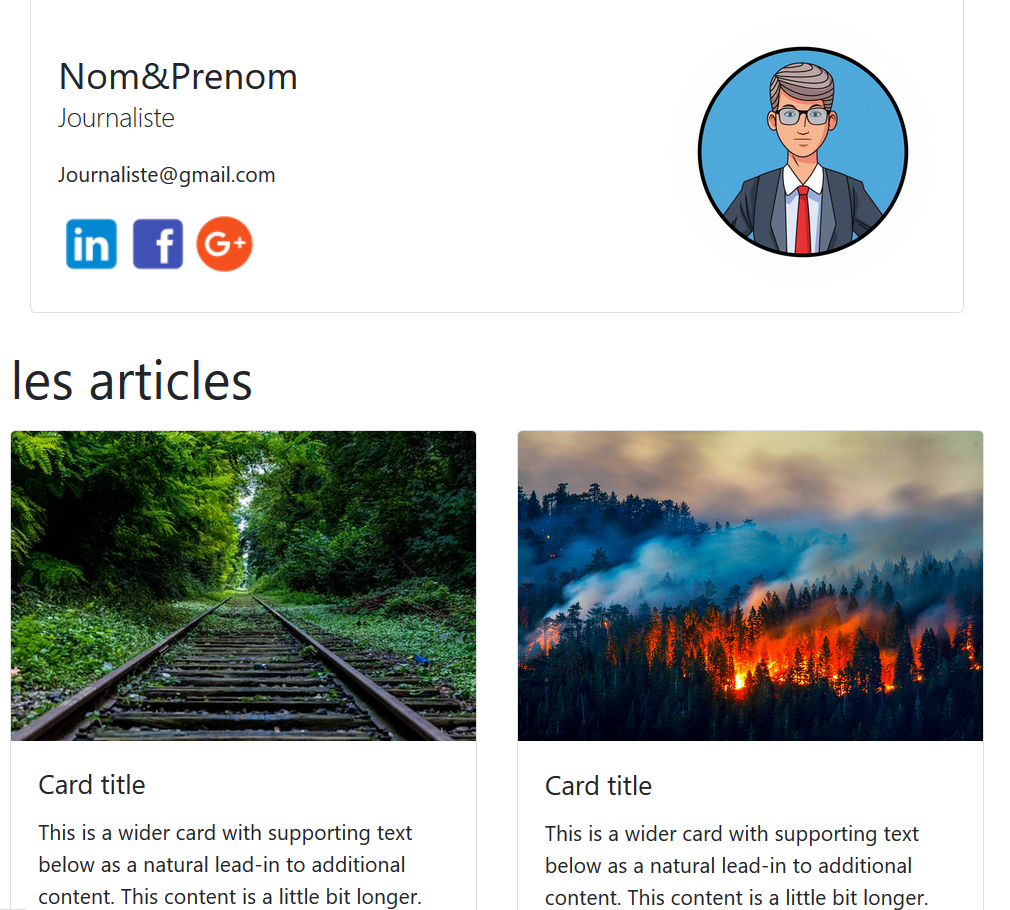 Nom&Prenom
Journaliste
Journaliste@gmail.com
in f G+
les articles
Card title
This is a wider card with supporting text
below as a natural lead-in to additional
content. This content is a little bit longer.
Card title
This is a wider card with supporting text
below as a natural lead-in to additional
content. This content is a little bit longer.